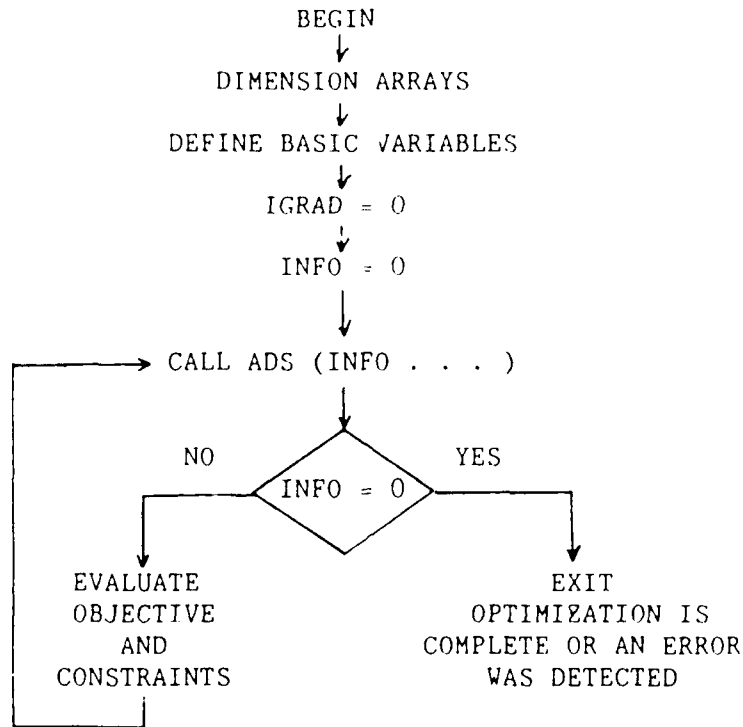 BEGIN
DIMENSION ARRAYS
DEFINE BASIC VARIABLES
IGRAD = 0
INFO = 0
CALL ADS (INFO . . . )
NO
YES
INFO = 0
EVALUATE
OBJECTIVE
AND
CONSTRAINTS
EXIT
OPTIMIZATION IS
COMPLETE OR AN ERROR
WAS DETECTED